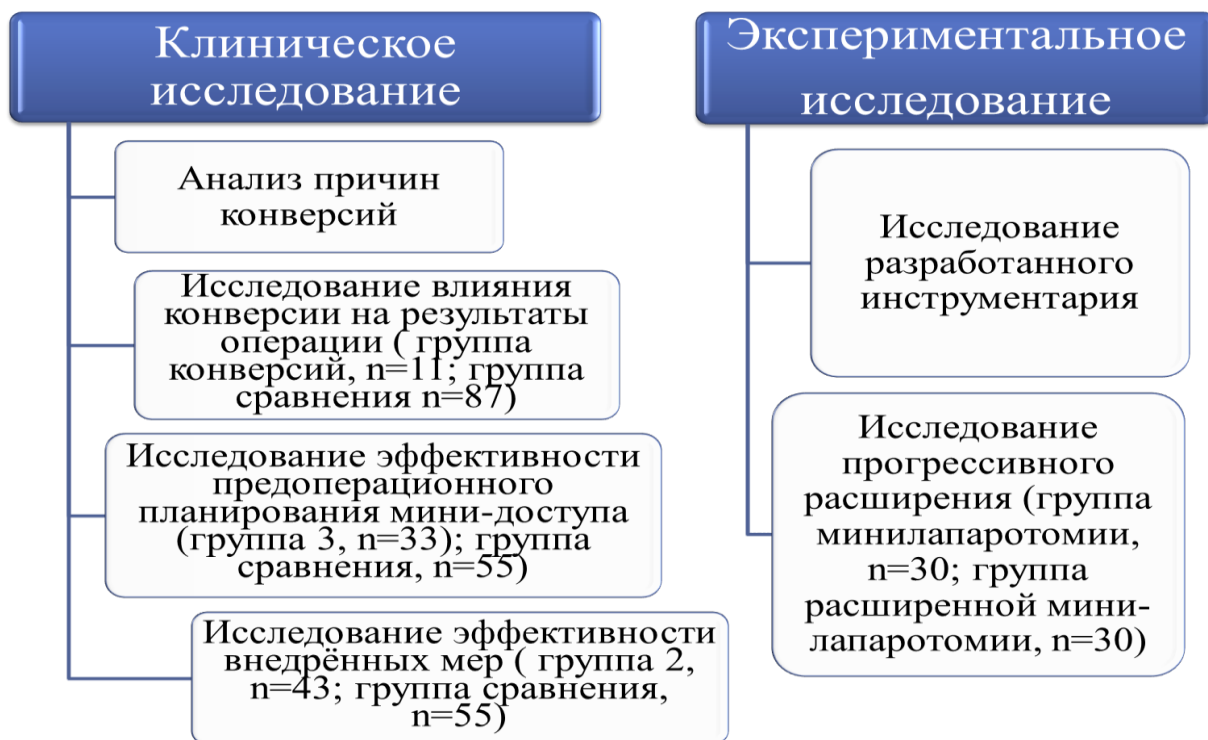 Клиническое
исследование
Анализ причин
конверсий
Исследование влияния
конверсии на результаты
операции ( группа
конверсий, n=11; группа
сравнения n=87)
Исследование эффективности
предоперационного
планирования мини-доступа
(группа 3, n=33); группа
сравнения, n=55)
Исследование эффективности
внедрённых мер ( группа 2,
n=43; группа сравнения,
n=55)
Экспериментальное
исследование
Исследование
разработанного
инструментария
Исследование
прогрессивного
расширения (группа
минилапаротомии,
n=30; группа
расширенной мини-
лапаротомии, n=30)